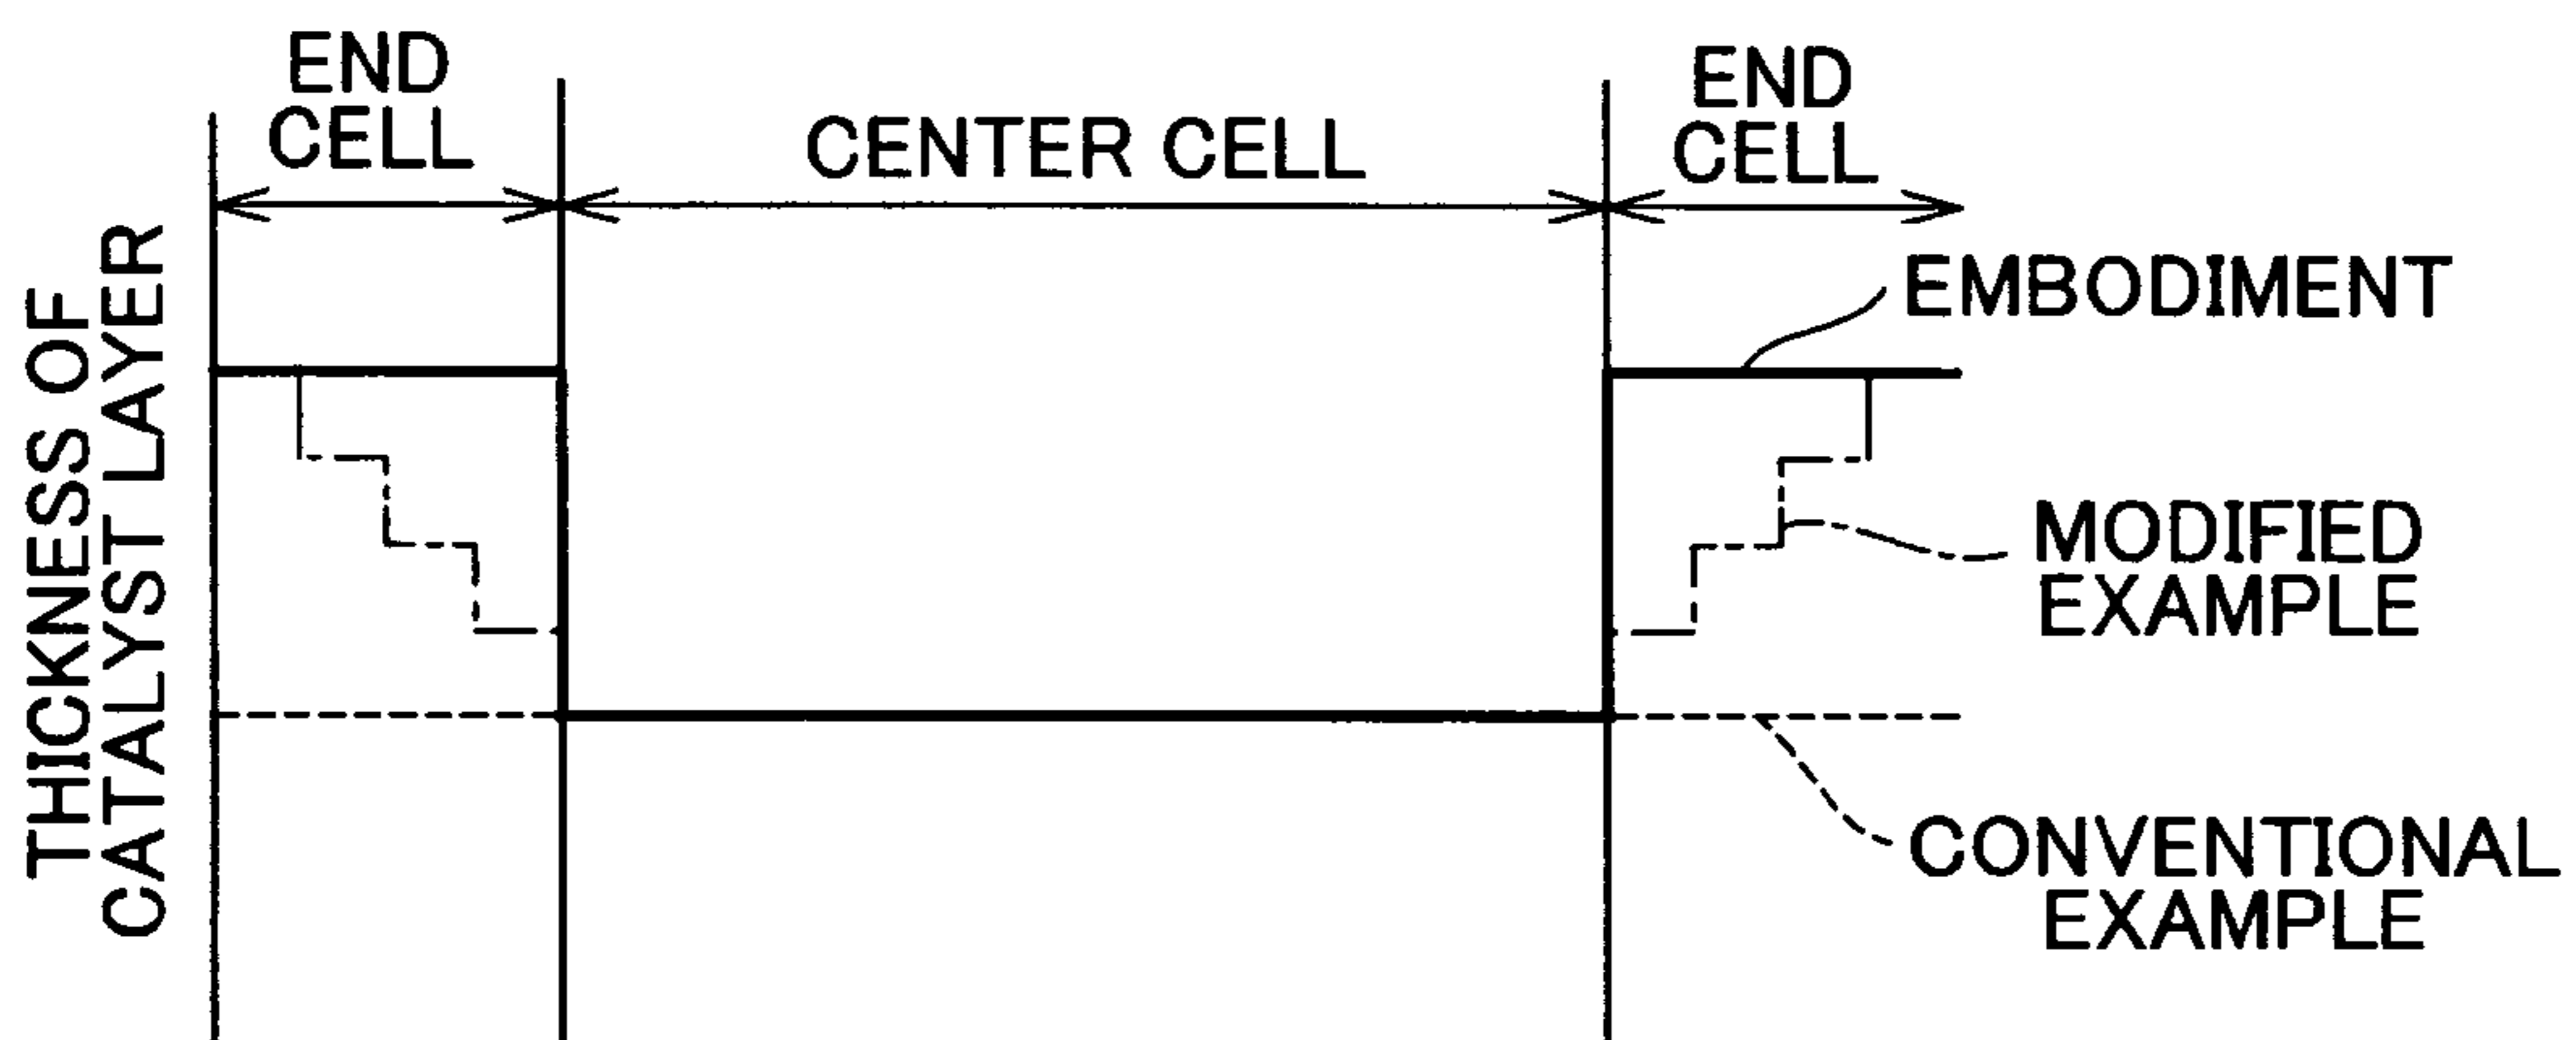 END
CELL
CENTER CELL
END
CELL
THICKNESS OF
CATALYST LAYER
EMBODIMENT
MODIFIED
EXAMPLE
CONVENTIONAL
EXAMPLE